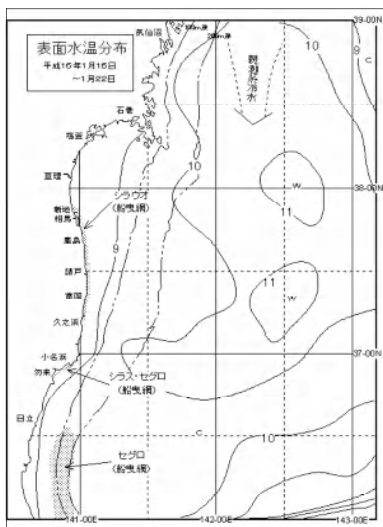 39-00N
気仙沼
10
9
C
表面水温分布
平成16年1月16日
～1月22日
親潮系冷水
石巻
塩釜
10
亘理
W
38-00N
シラウオ
(船曳網)
新地
相馬
11
鹿島
9
請戸
11
富岡
W
久之浜
小名浜
37-00N
勿来
シラス・セグロ
(船曳網)
日立
C
10
セグロ
(船曳網)
141-00E
142-00E
143-00E